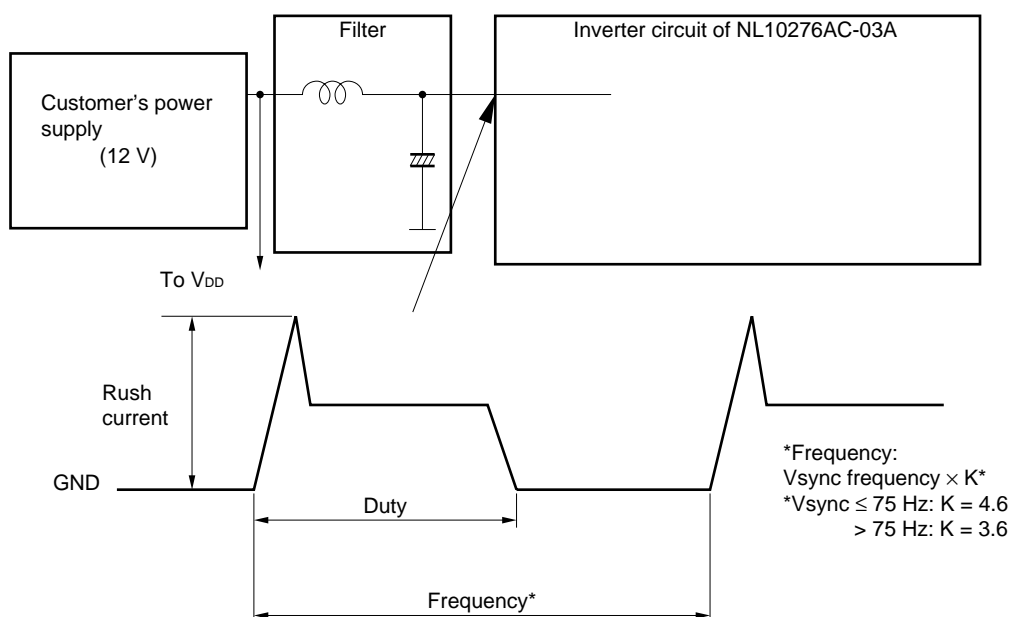 Filter
Inverter circuit of NL10276AC-03A
Customer's power
supply
(12 V)
To VDD
Rush
current
GND
Duty
*Frequency:
Vsync frequency × K*
*Vsync ≤ 75 Hz: K = 4.6
> 75 Hz: K = 3.6
Frequency*